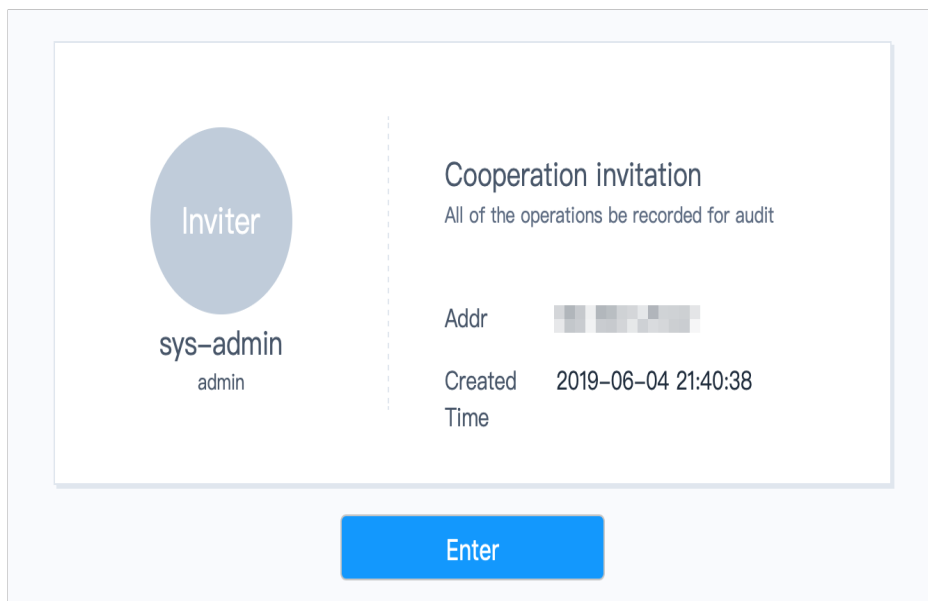 Inviter
sys-admin
admin
Cooperation invitation
All of the operations be recorded for audit
Addr
Created Time
2019-06-04 21:40:38
Enter